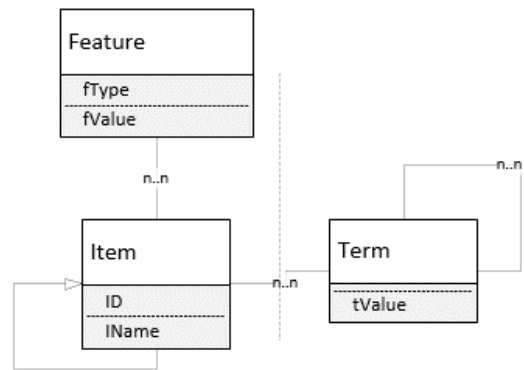 Feature
fType
fValue
n..n
n..n
Item
Term
ID
n..n
tValue
IName